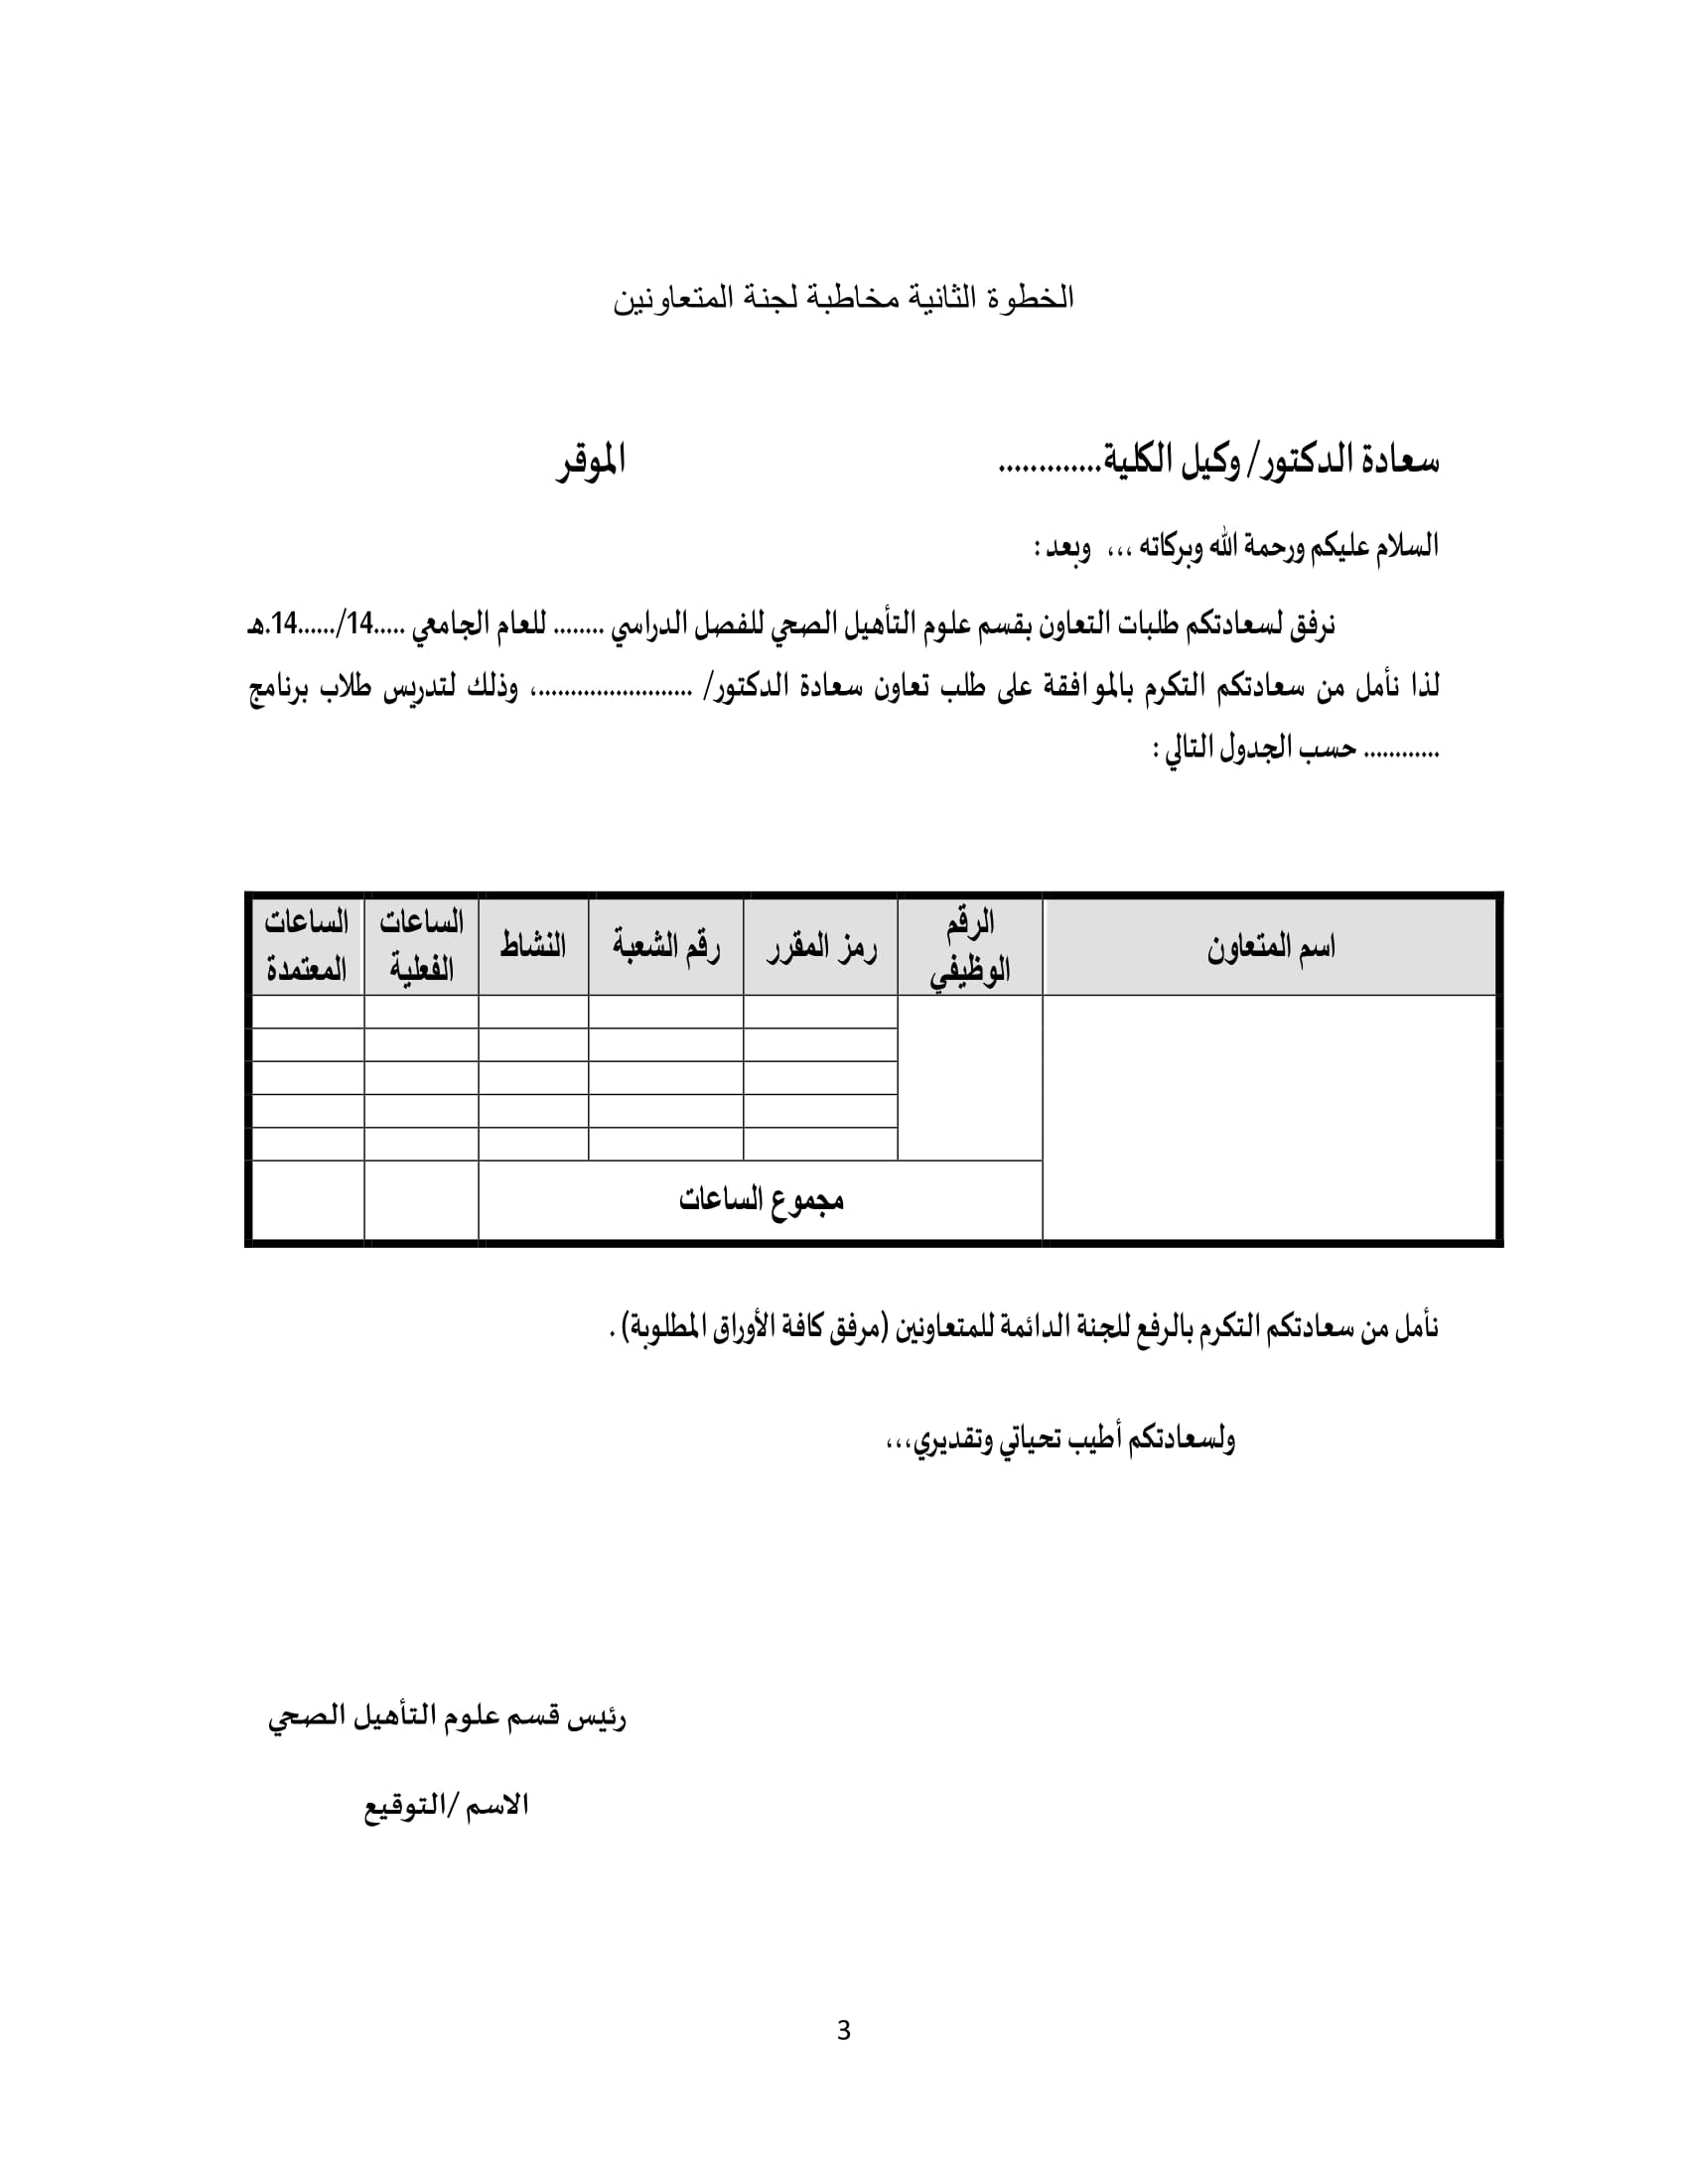 الخطوة الثانية مخاطبة لجنة المتعاونين
سعادة الدكتور/ وكيل الكلية............. الموقر
السلام عليكم ورحمة الله وبركاته ،،، وبعد :
نرفق لسعادتكم طلبات التعاون بقسم علوم التأهيل الصحي للفصل الدراسي ........ للعام الجامعي .....14/......14.هـ
لذا نأمل من سعادتكم التكرم بالموافقة على طلب تعاون سعادة الدكتور/ ........................، وذلك لتدريس طلاب برنامج
............ حسب الجدول التالي :
اسم المتعاون الرقم الوظيفي رمز المقرر رقم الشعبة النشاط الساعات الفعلية الساعات المعتمدة
مجموع الساعات
نأمل من سعادتكم التكرم بالرفع للجنة الدائمة للمتعاونين (مرفق كافة الأوراق المطلوبة) .
ولسعادتكم أطيب تحياتي وتقديري،،،
رئيس قسم علوم التأهيل الصحي
الاسم /التوقيع
3